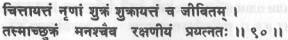 चित्तायत्तं नृणां शुक्रं शुक्रायत्तं च जीवितम् ।
तस्माच्छुक्रं मनश्चैव रक्षणीयं प्रयत्नतः ॥ ९० ॥